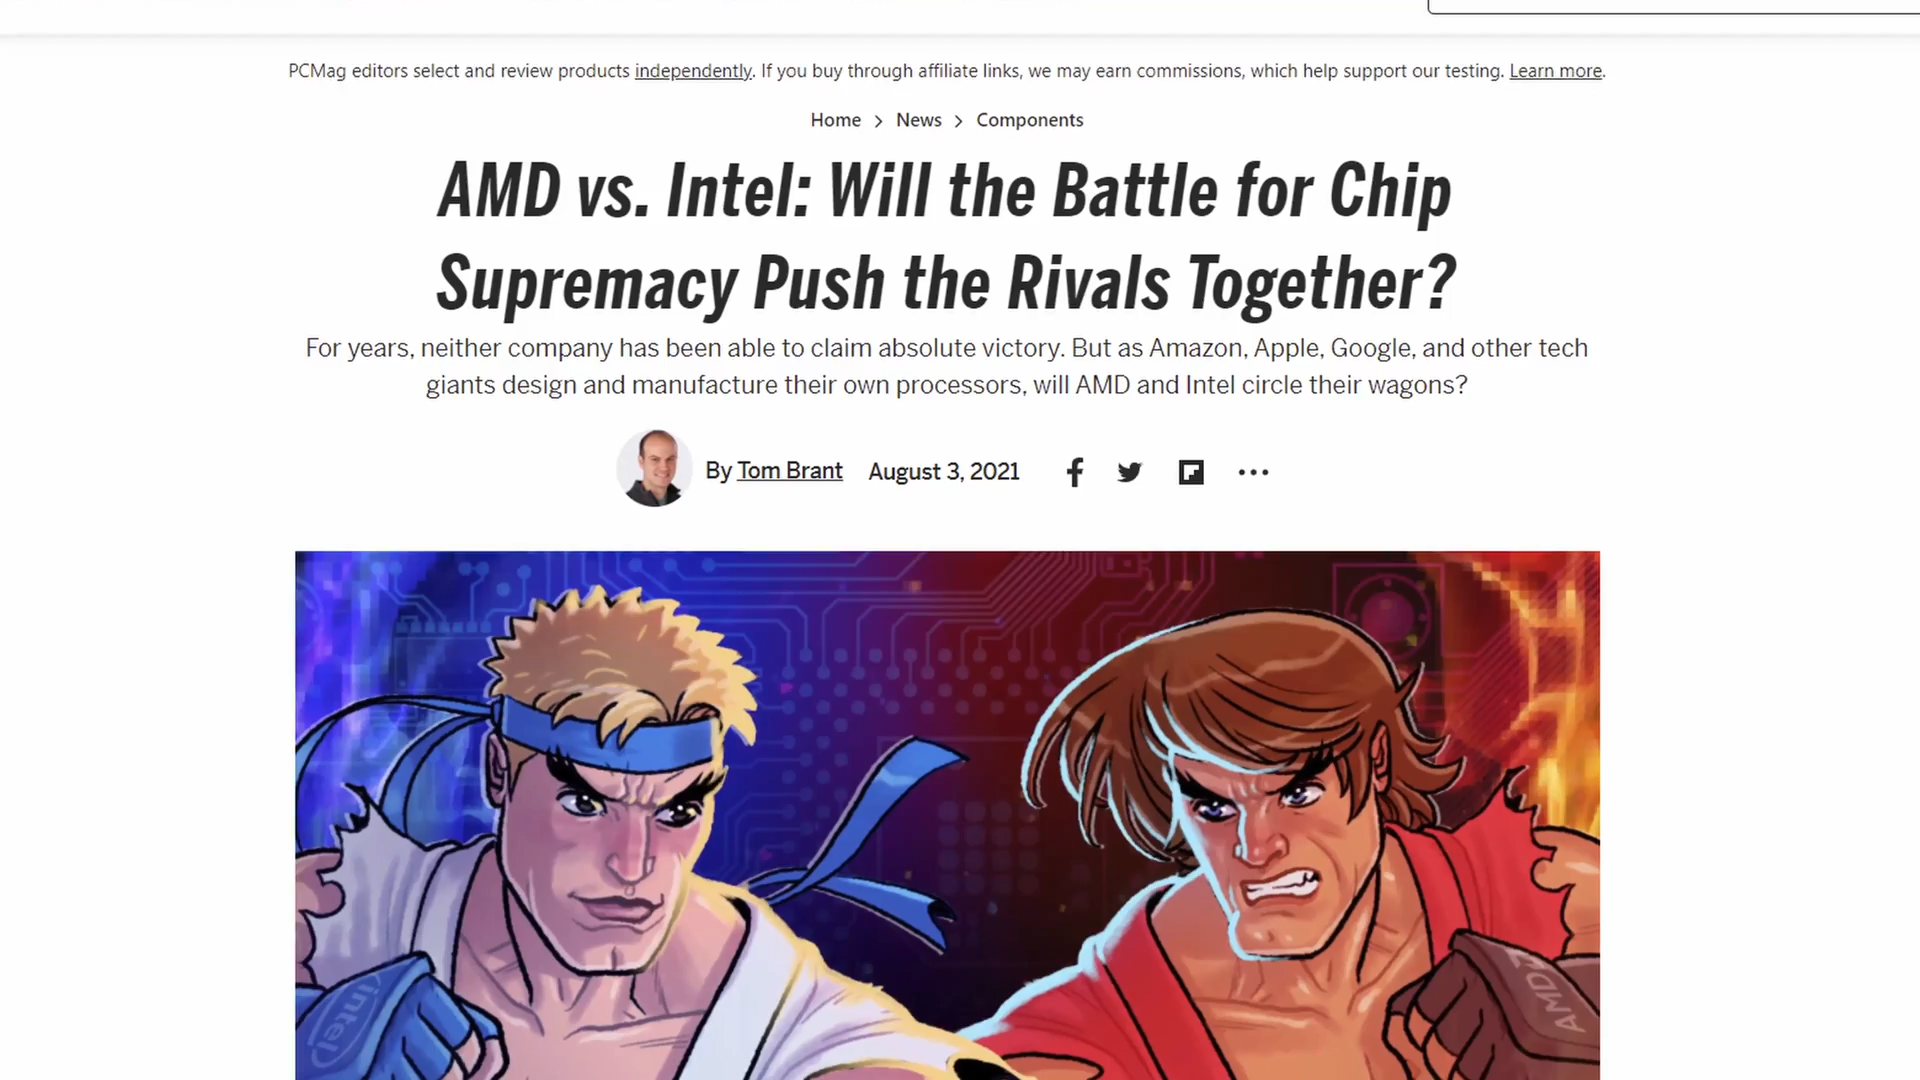 PCMag editors select and review products independently. If you buy through affiliate links, we may earn commissions, which help support our testing. Learn more.
Home > News > Components
AMD vs. Intel: Will the Battle for Chip
Supremacy Push the Rivals Together?
For years, neither company has been able to claim absolute victory. But as Amazon, Apple, Google, and other tech
giants design and manufacture their own processors, will AMD and Intel circle their wagons?
By Tom Brant August 3, 2021
intel
AMD